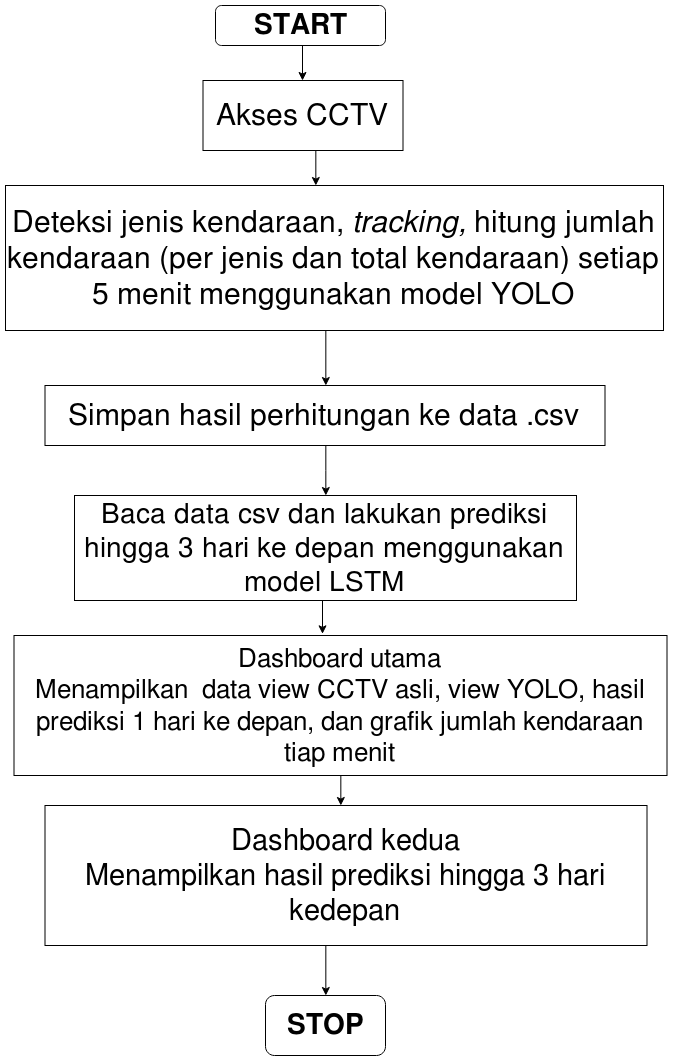 START
Akses CCTV
Deteksi jenis kendaraan, tracking, hitung jumlah
kendaraan (per jenis dan total kendaraan) setiap
5 menit menggunakan model YOLO
Simpan hasil perhitungan ke data .csv
Baca data csv dan lakukan prediksi
hingga 3 hari ke depan menggunakan
model LSTM
Dashboard utama
Menampilkan data view CCTV asli, view YOLO, hasil
prediksi 1 hari ke depan, dan grafik jumlah kendaraan
tiap menit
Dashboard kedua
Menampilkan hasil prediksi hingga 3 hari
kedepan
STOP